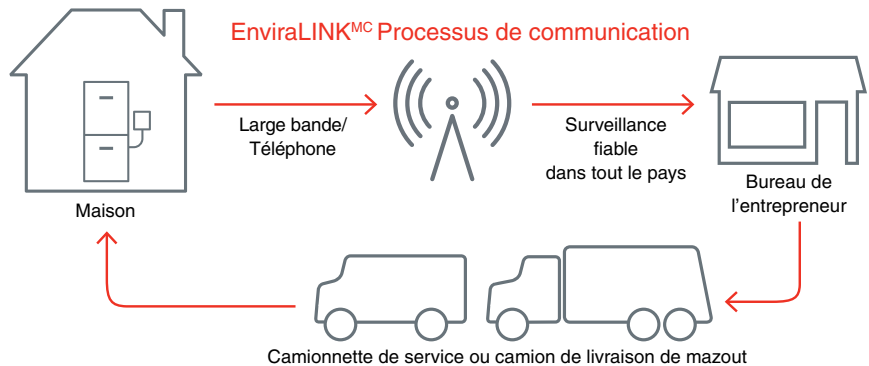 EnviraLINKMC Processus de communication
Large bande/
Téléphone
Surveillance
fiable
dans tout le pays
Maison
Bureau de
l'entrepreneur
Camionnette de service ou camion de livraison de mazout